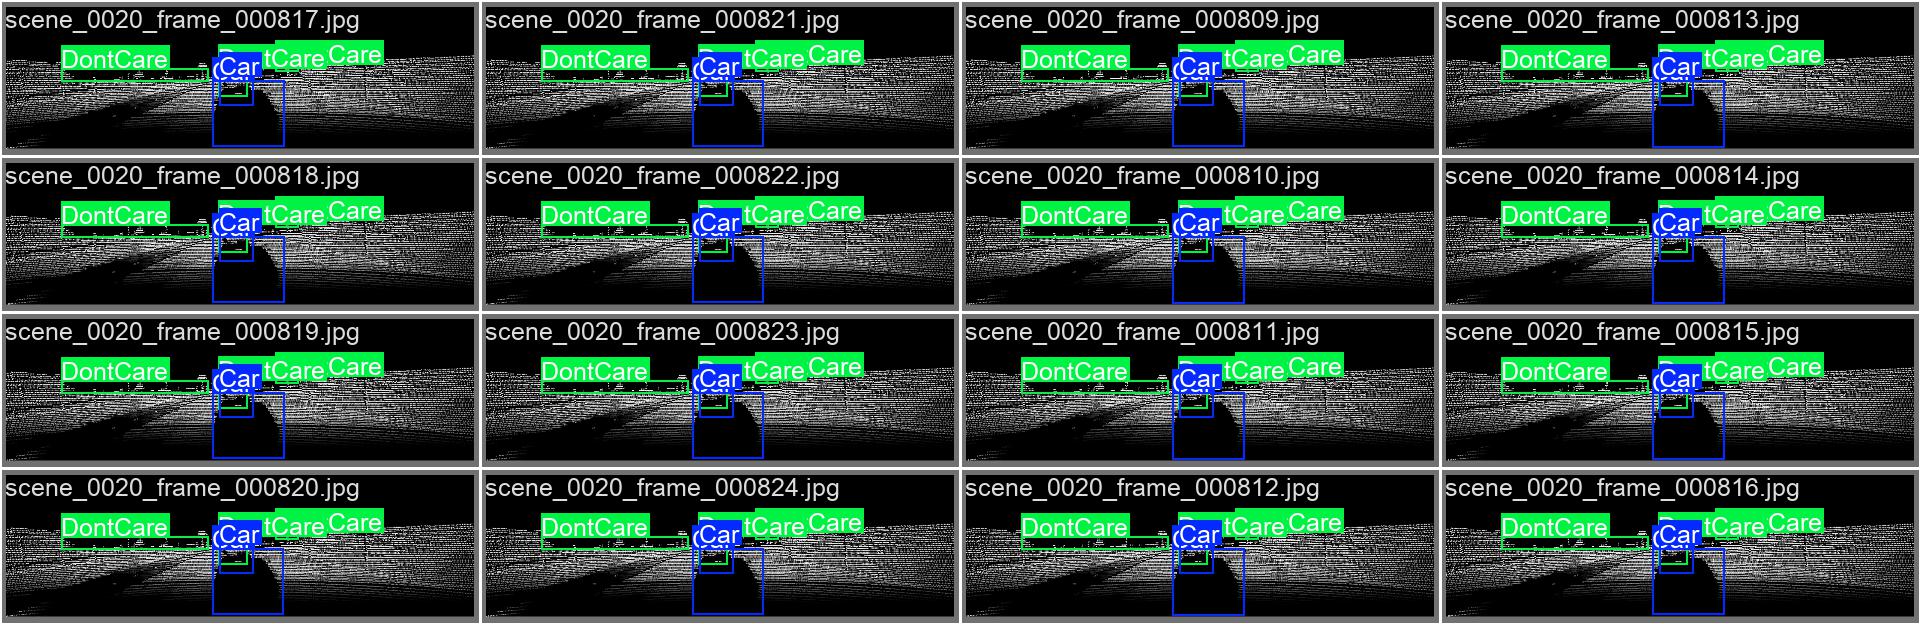 scene_0020_frame_000817.jpg
DontCare
Car
tCare
Care
scene_0020_frame_000821.jpg
DontCare
Car
tCare
Care
scene_0020_frame_000809.jpg
DontCare
Car
tCare
Care
scene_0020_frame_000813.jpg
DontCare
Car
tCare
Care
scene_0020_frame_000818.jpg
DontCare
Car
ntCare
Care
scene_0020_frame_000822.jpg
DontCare
Car
ntCare
Care
scene_0020_frame_000810.jpg
DontCare
Car
ntCare
Care
scene_0020_frame_000814.jpg
DontCare
Car
ntCare
Care
scene_0020_frame_000819.jpg
DontCare
Car
tCare
Care
scene_0020_frame_000823.jpg
DontCare
Car
tCare
Care
scene_0020_frame_000811.jpg
DontCare
Car
tCare
Care
scene_0020_frame_000815.jpg
DontCare
Car
tCare
Care
scene_0020_frame_000820.jpg
DontCare
Car
tCare
Care
scene_0020_frame_000824.jpg
DontCare
Car
tCare
Care
scene_0020_frame_000812.jpg
DontCare
Car
tCare
Care
scene_0020_frame_000816.jpg
DontCare
Car
tCare
Care